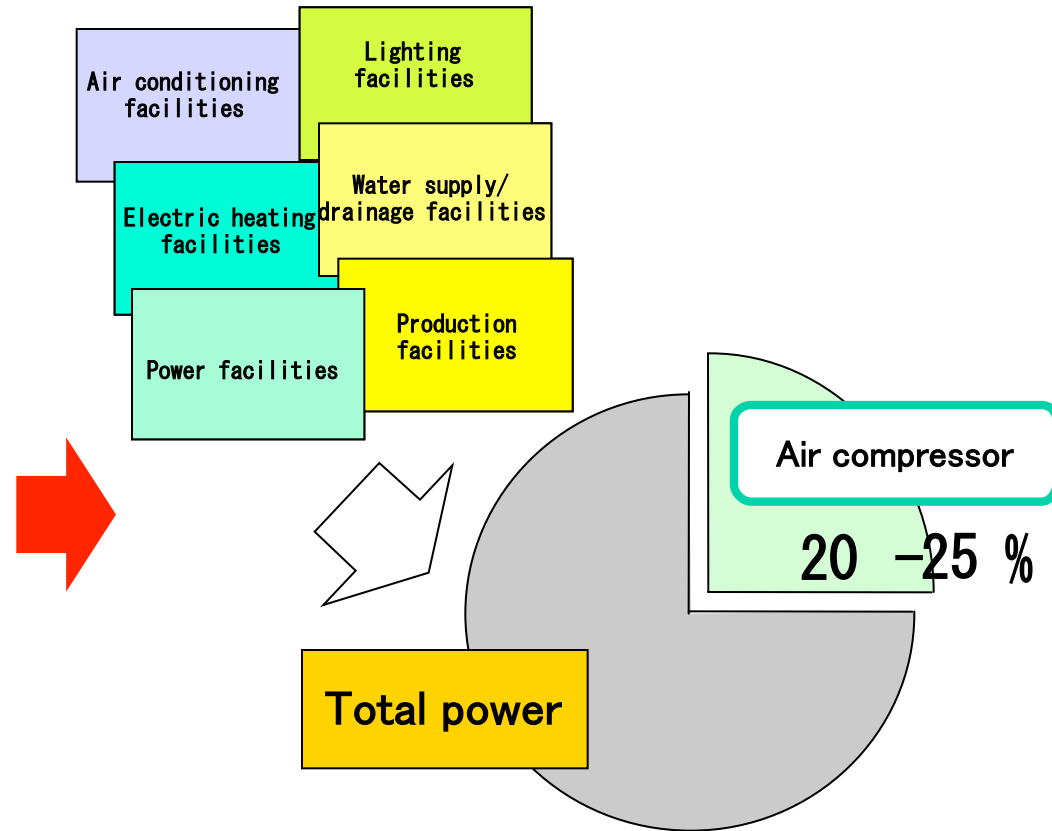 Air conditioning
facilities
Lighting
facilities
Electric heating
facilities
Water supply/
drainage facilities
Power facilities
Production
facilities
Air compressor
20 –25 %
Total power